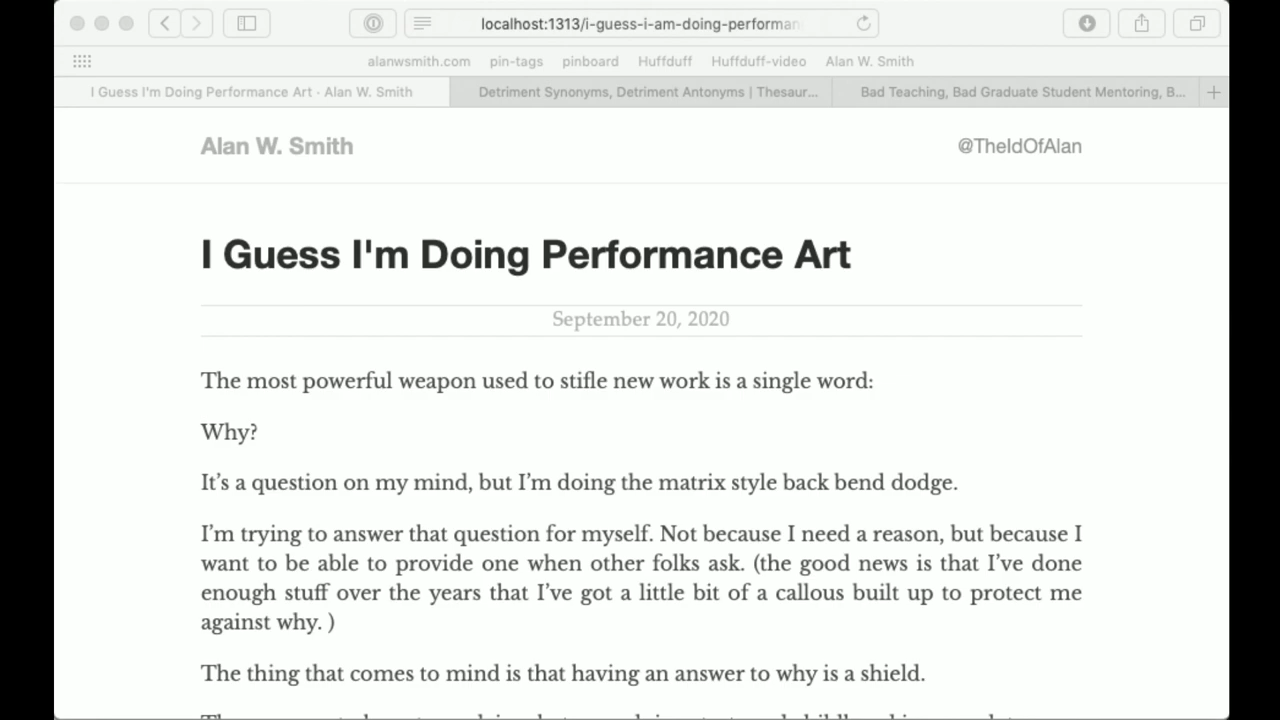 localhost:1313/i-guess-i-am-doing-performan
alanwsmith.com pin-tags pinboard Huffduff Huffduff-video Alan W. Smith
I Guess I'm Doing Performance Art · Alan W. Smith Detriment Synonyms, Detriment Antonyms | Thesaur... Bad Teaching, Bad Graduate Student Mentoring, B...
Alan W. Smith @TheIdOfAlan
I Guess I'm Doing Performance Art
September 20, 2020
The most powerful weapon used to stifle new work is a single word:
Why?
It’s a question on my mind, but I’m doing the matrix style back bend dodge.
I’m trying to answer that question for myself. Not because I need a reason, but because I
want to be able to provide one when other folks ask. (the good news is that I’ve done
enough stuff over the years that I’ve got a little bit of a callous built up to protect me
against why. )
The thing that comes to mind is that having an answer to why is a shield.